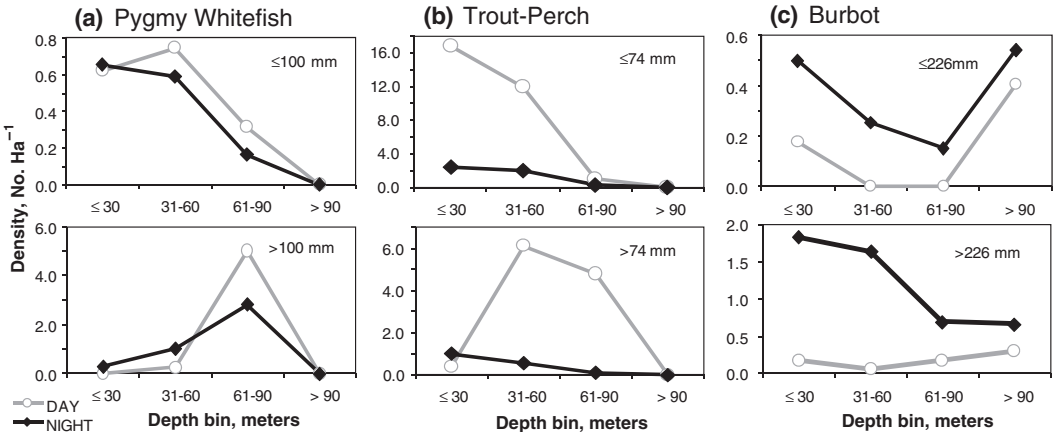 (a) Pygmy Whitefish
(b) Trout-Perch
(c) Burbot
Density, No. Ha⁻¹
0.8
0.6
0.4
0.2
0.0
≤100 mm
≤ 30 31-60 61-90 > 90
16.0
12.0
8.0
4.0
0.0
≤74 mm
≤ 30 31-60 61-90 > 90
0.6
0.4
0.2
0.0
≤226mm
≤ 30 31-60 61-90 > 90
6.0
4.0
2.0
0.0
>100 mm
≤ 30 31-60 61-90 > 90
Depth bin, meters
6.0
4.0
2.0
0.0
>74 mm
≤ 30 31-60 61-90 > 90
Depth bin, meters
2.0
1.5
1.0
0.5
0.0
>226 mm
≤ 30 31-60 61-90 > 90
Depth bin, meters
DAY
NIGHT